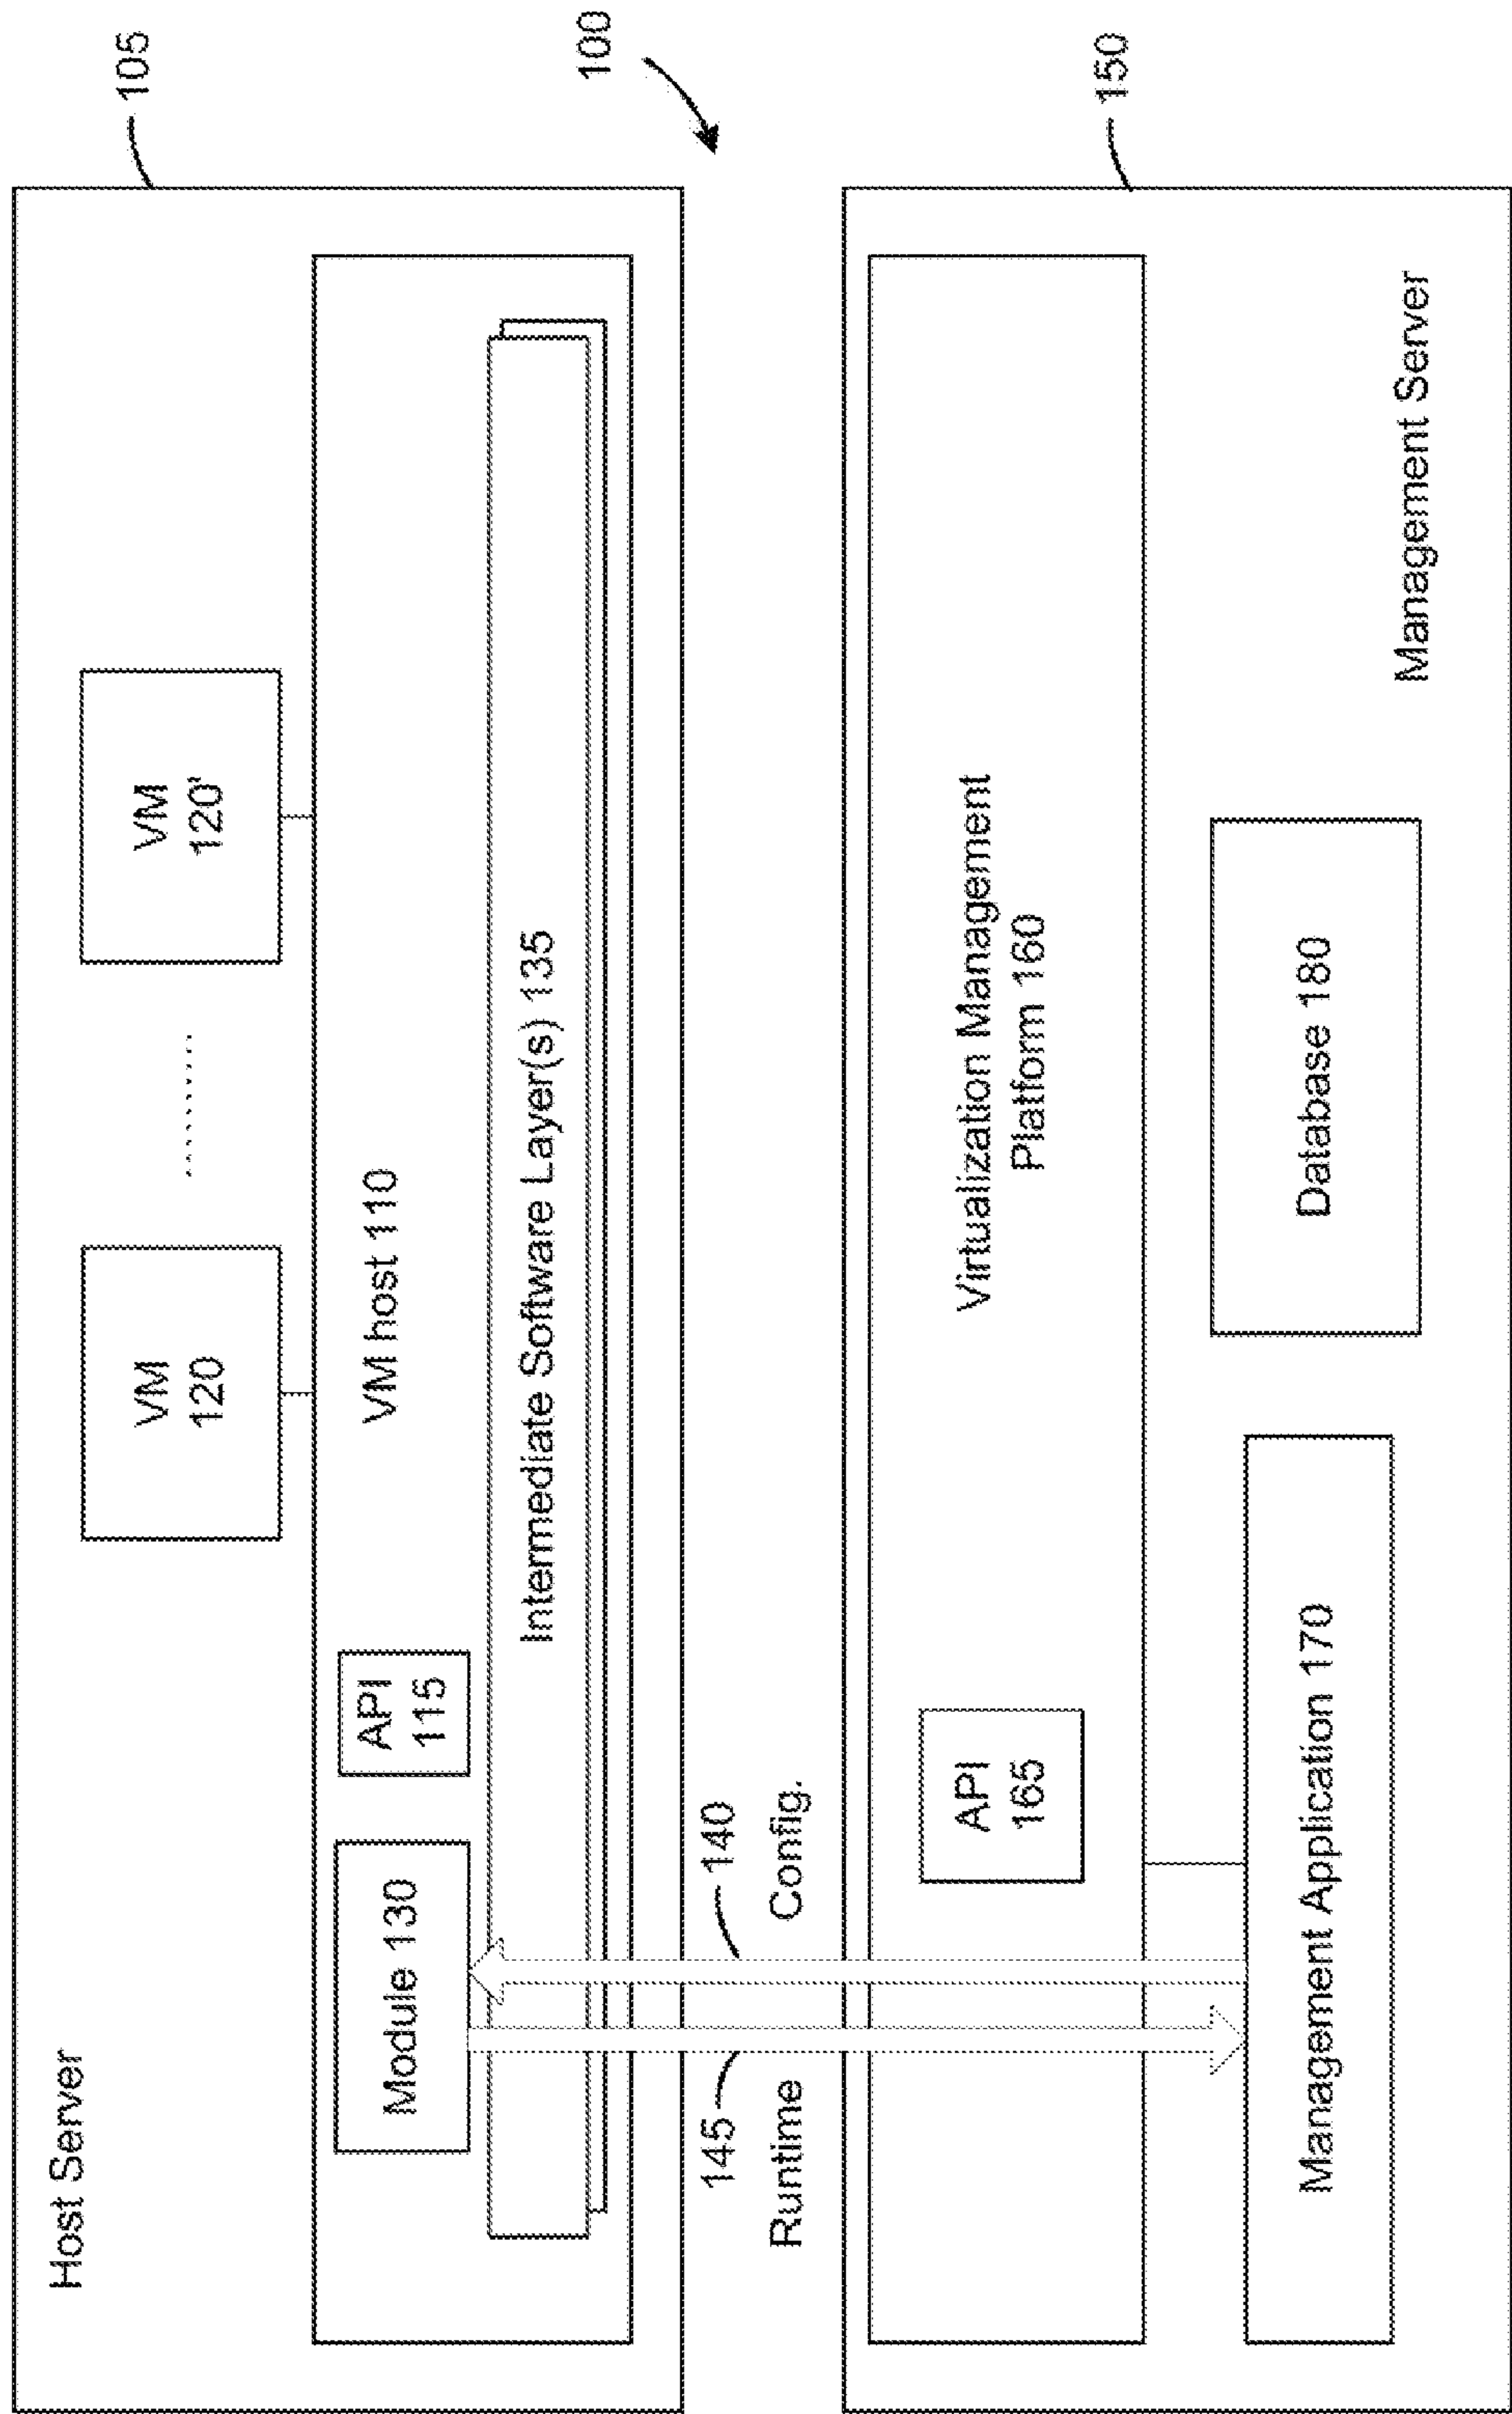 Host Server
105
VM
120
........
VM
120'
Module 130
API
115
VM host 110
Intermediate Software Layer(s) 135
100
145
140
Runtime
Config.
150
API
165
Virtualization Management
Platform 160
Management Application 170
Database 180
Management Server